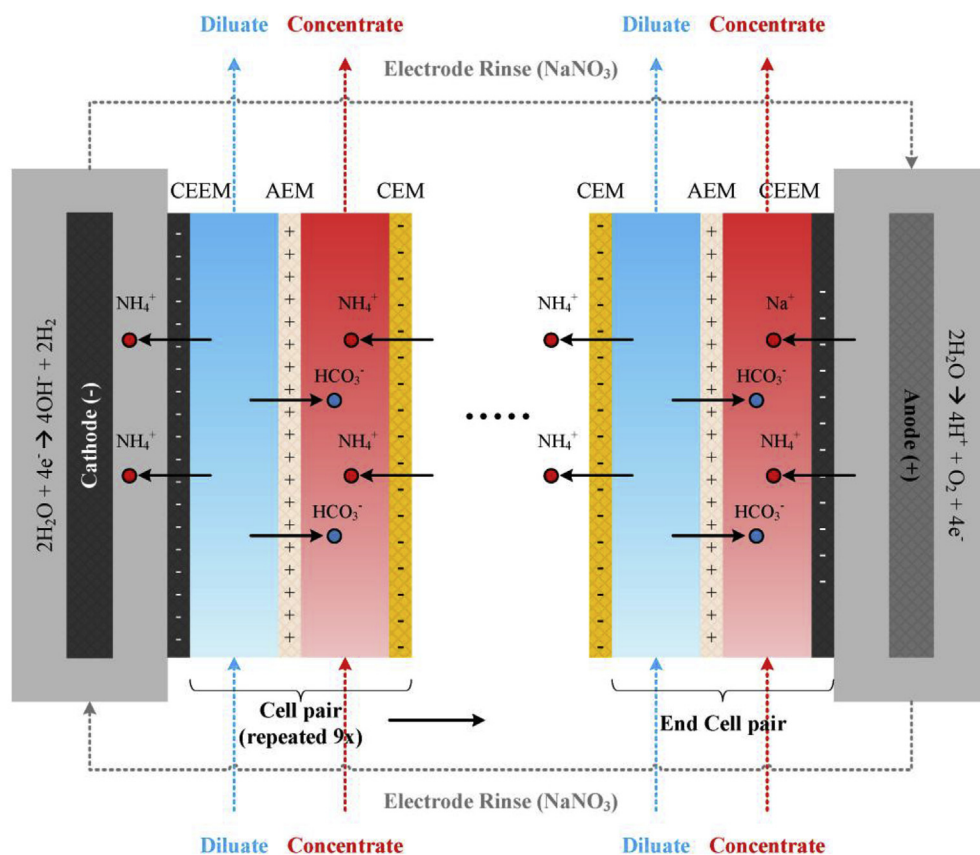 Diluate Concentrate Diluate Concentrate
Electrode Rinse (NaNO₃)
CEEM AEM CEM CEM AEM CEEM
NH₄⁺ NH₄⁺ NH₄⁺ Na⁺
HCO₃⁻ HCO₃⁻
NH₄⁺ NH₄⁺ NH₄⁺ NH₄⁺
HCO₃⁻ HCO₃⁻
2H₂O + 4e⁻ → 4OH⁻ + 2H₂
Cathode (-)
Anode (+)
2H₂O → 4H⁺ + O₂ + 4e⁻
Cell pair
(repeated 9x)
End Cell pair
Electrode Rinse (NaNO₃)
Diluate Concentrate Diluate Concentrate